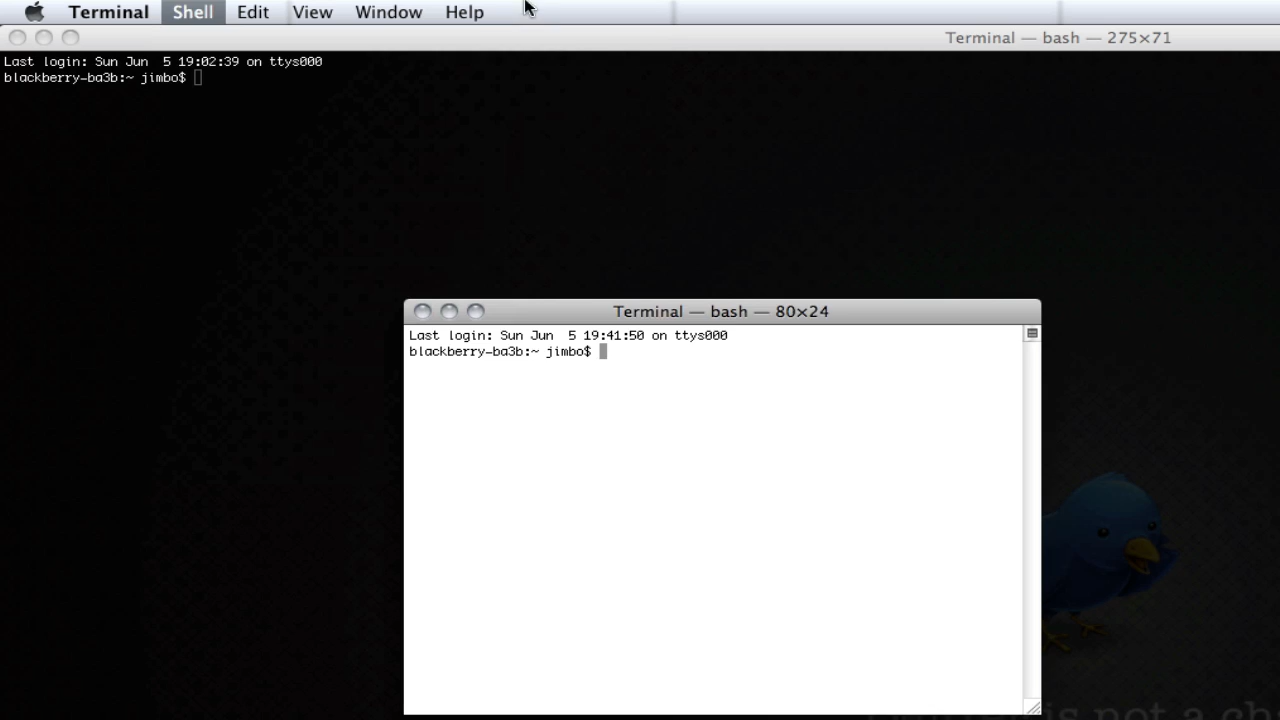 Terminal Shell Edit View Window Help
Terminal — bash — 275×71
Last login: Sun Jun  5 19:02:39 on ttys000
blackberry-ba3b:~ jimbo$
Terminal — bash — 80×24
Last login: Sun Jun  5 19:41:50 on ttys000
blackberry-ba3b:~ jimbo$
is not a